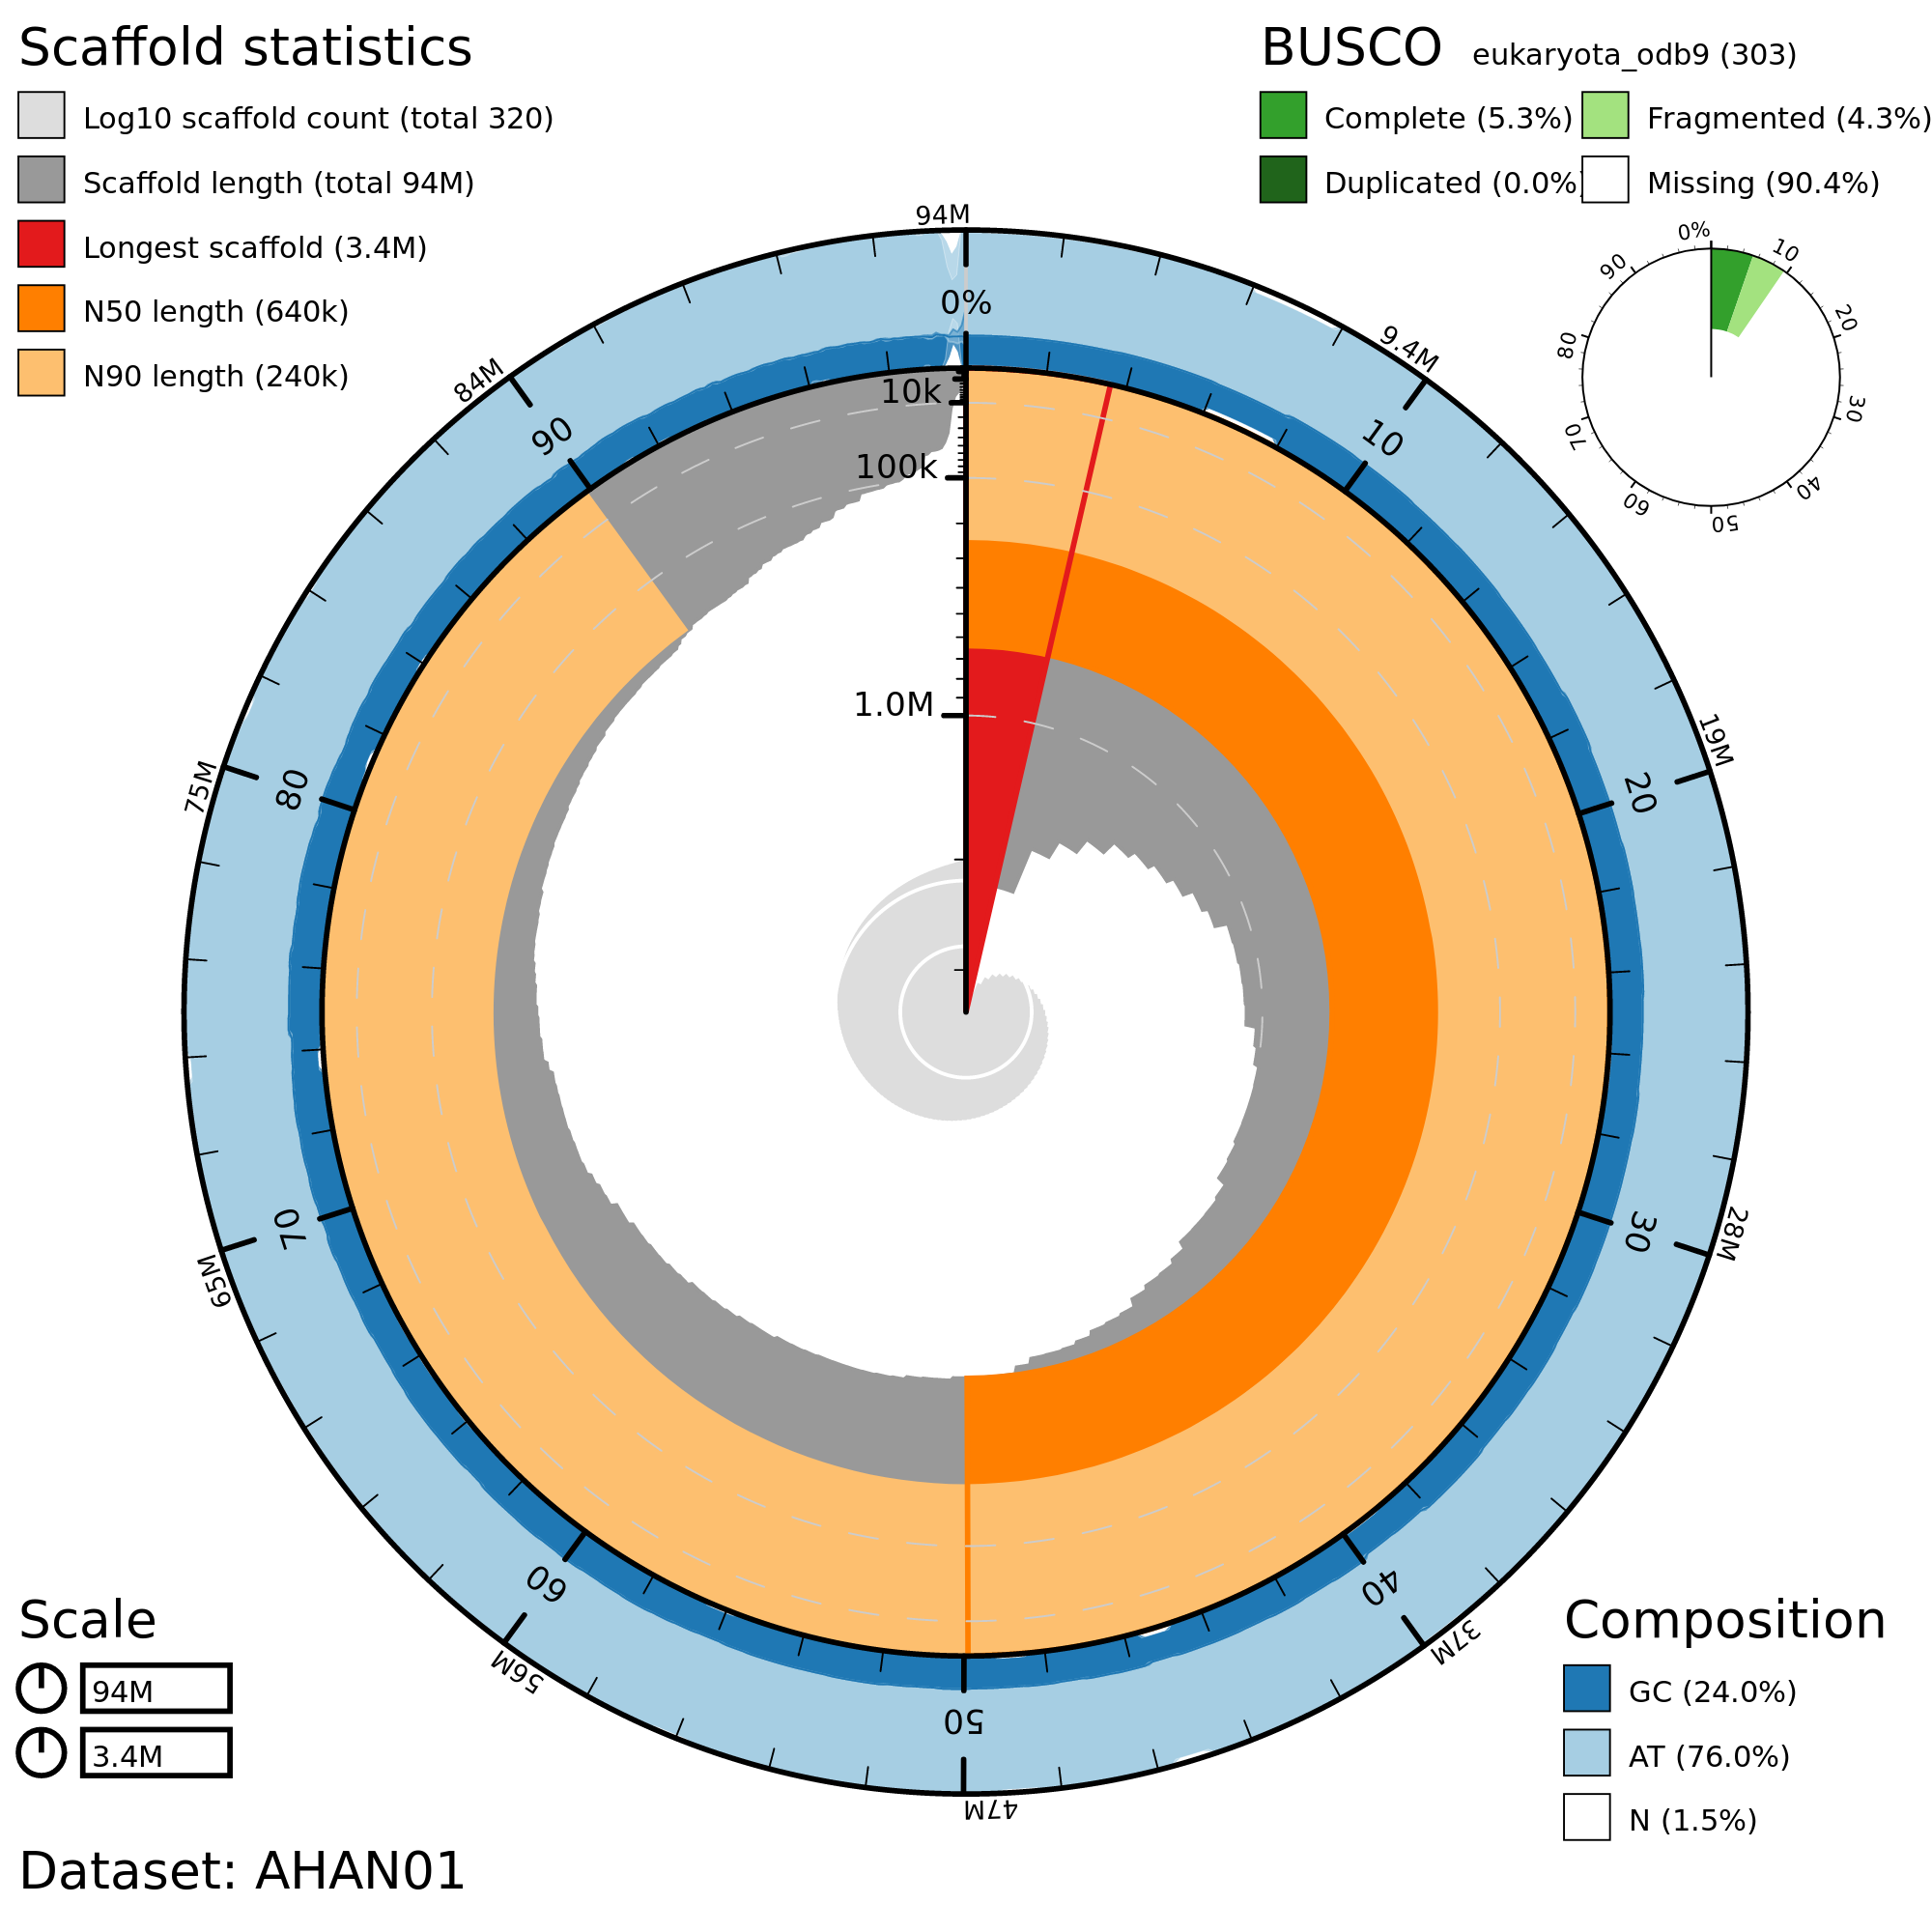 Scaffold statistics
Log10 scaffold count (total 320)
Scaffold length (total 94M)
Longest scaffold (3.4M)
N50 length (640k)
N90 length (240k)
BUSCO eukaryota_odb9 (303)
Complete (5.3%) Fragmented (4.3%)
Duplicated (0.0%) Missing (90.4%)
0%
10
20
30
40
50
60
70
80
90
94M
9.4M
19M
28M
37M
47M
56M
65M
75M
84M
0%
10
20
30
40
50
60
70
80
90
10k
100k
1.0M
Scale
94M
3.4M
Composition
GC (24.0%)
AT (76.0%)
N (1.5%)
Dataset: AHAN01